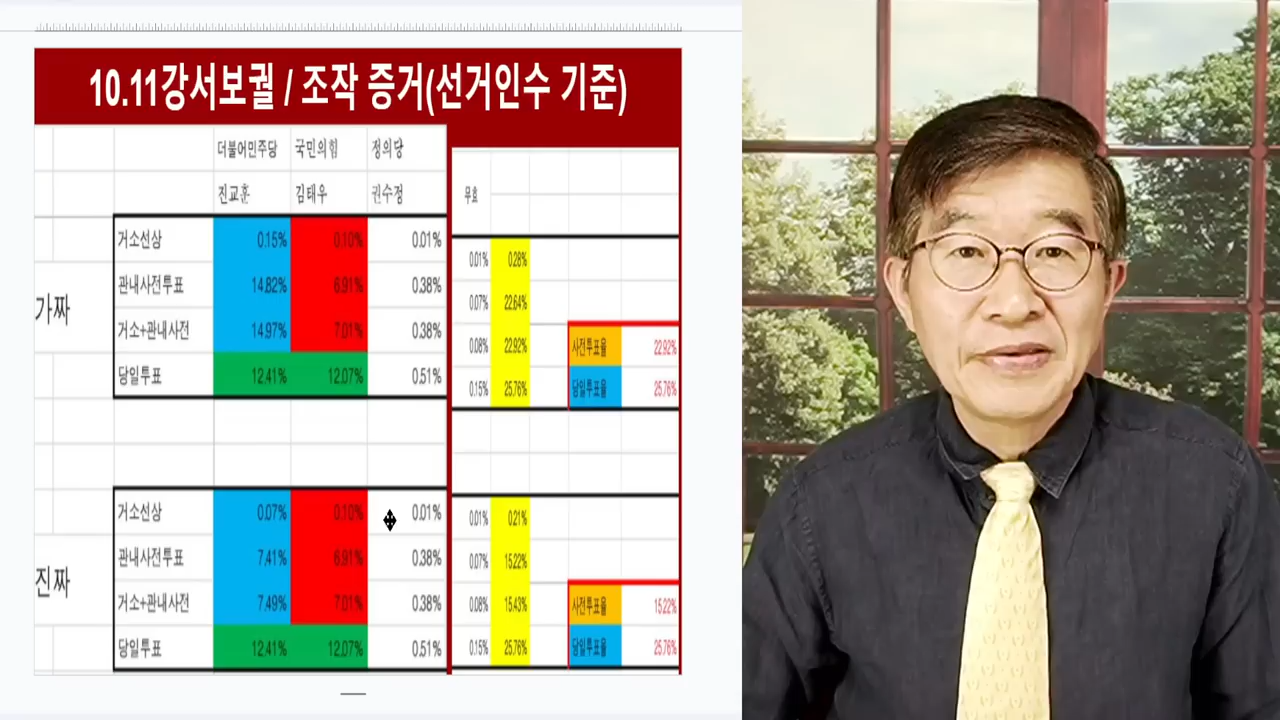 10.11강서보궐 / 조작 증거(선거인수 기준)
더불어민주당 국민의힘 정의당
진교훈 김태우 권수정 무효
거소선상 0.15% 0.10% 0.01% 0.01% 0.28%
관내사전투표 14.82% 6.91% 0.38% 0.07% 22.64%
가짜
거소+관내사전 14.97% 7.01% 0.38% 0.08% 22.92% 사전투표율 22.92%
당일투표 12.41% 12.07% 0.51% 0.15% 25.76% 당일투표율 25.76%
거소선상 0.07% 0.10% 0.01% 0.01% 0.21%
관내사전투표 7.41% 6.91% 0.38% 0.07% 15.22%
진짜
거소+관내사전 7.49% 7.01% 0.38% 0.08% 15.43% 사전투표율 15.22%
당일투표 12.41% 12.07% 0.51% 0.15% 25.76% 당일투표율 25.76%